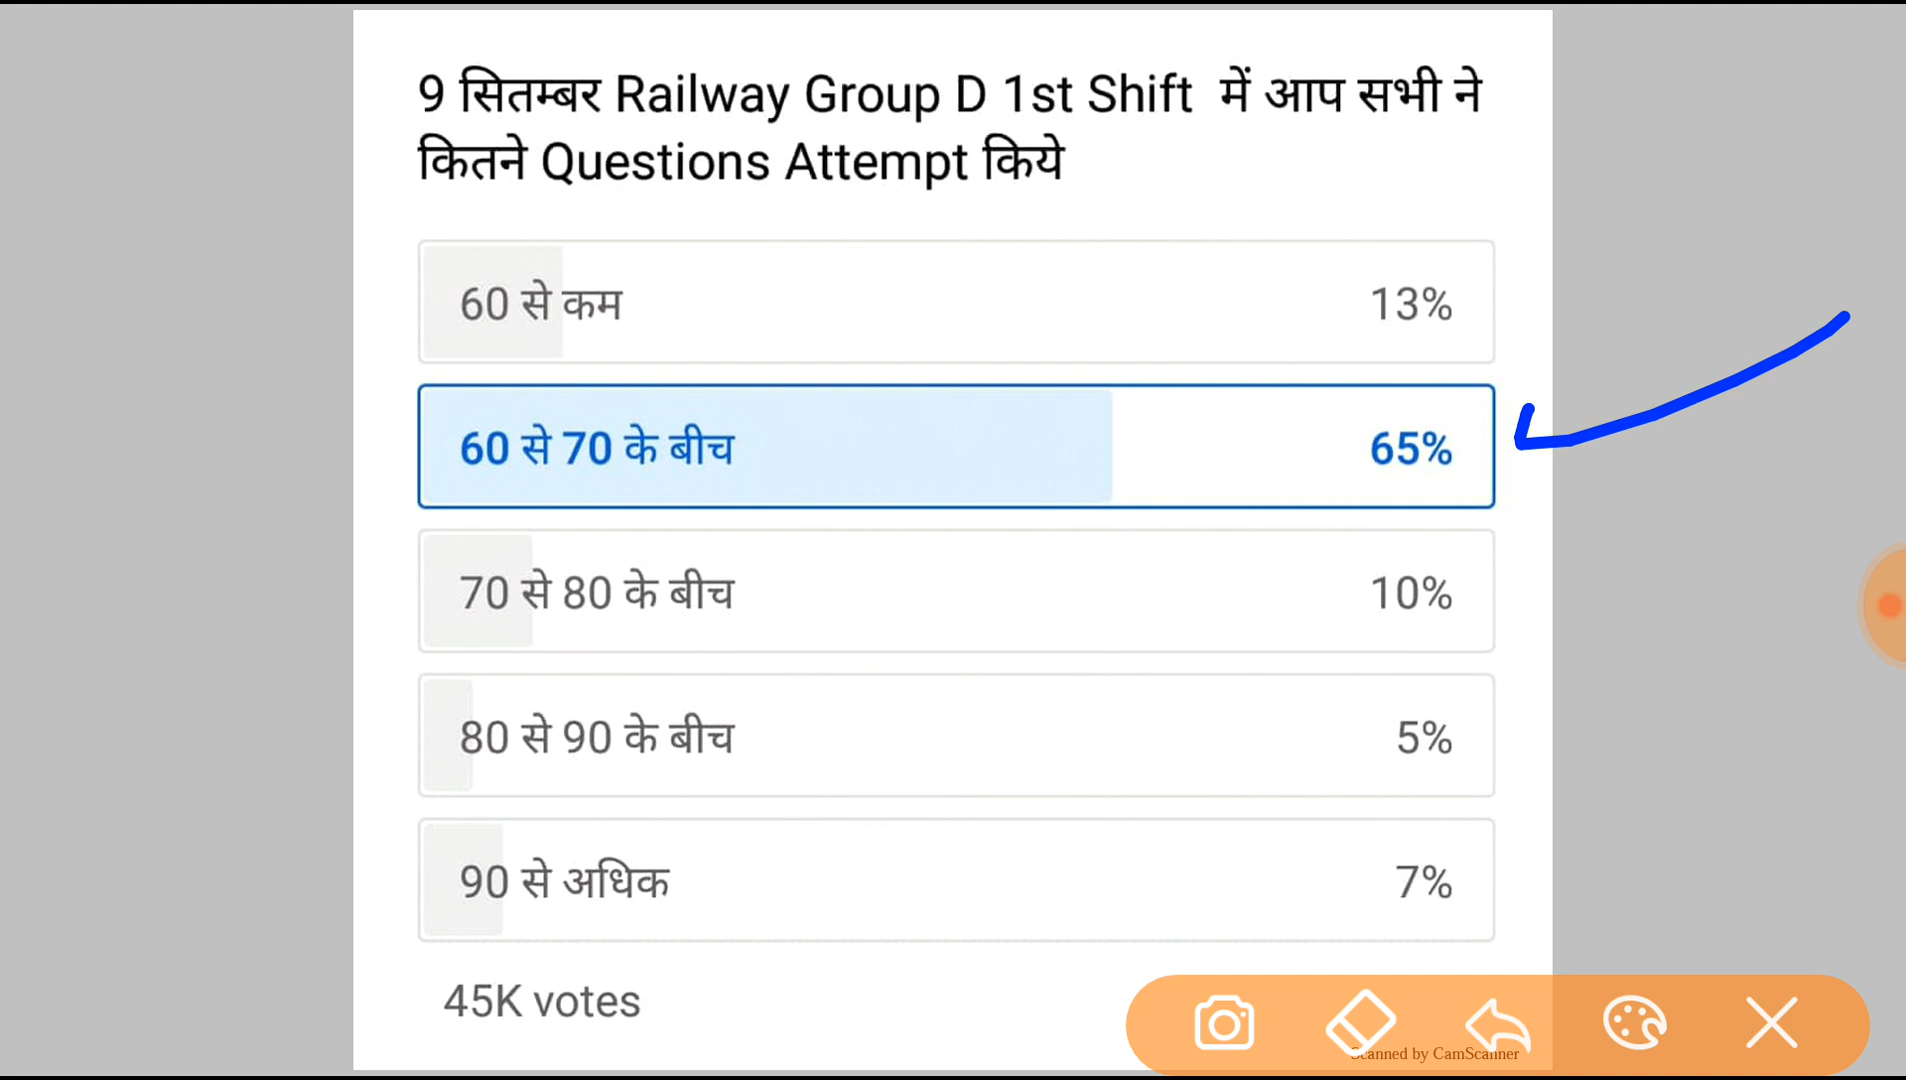 9 सितम्बर Railway Group D 1st Shift में आप सभी ने
कितने Questions Attempt किये
60 से कम 13%
60 से 70 के बीच 65%
70 से 80 के बीच 10%
80 से 90 के बीच 5%
90 से अधिक 7%
45K votes
Scanned by CamScanner